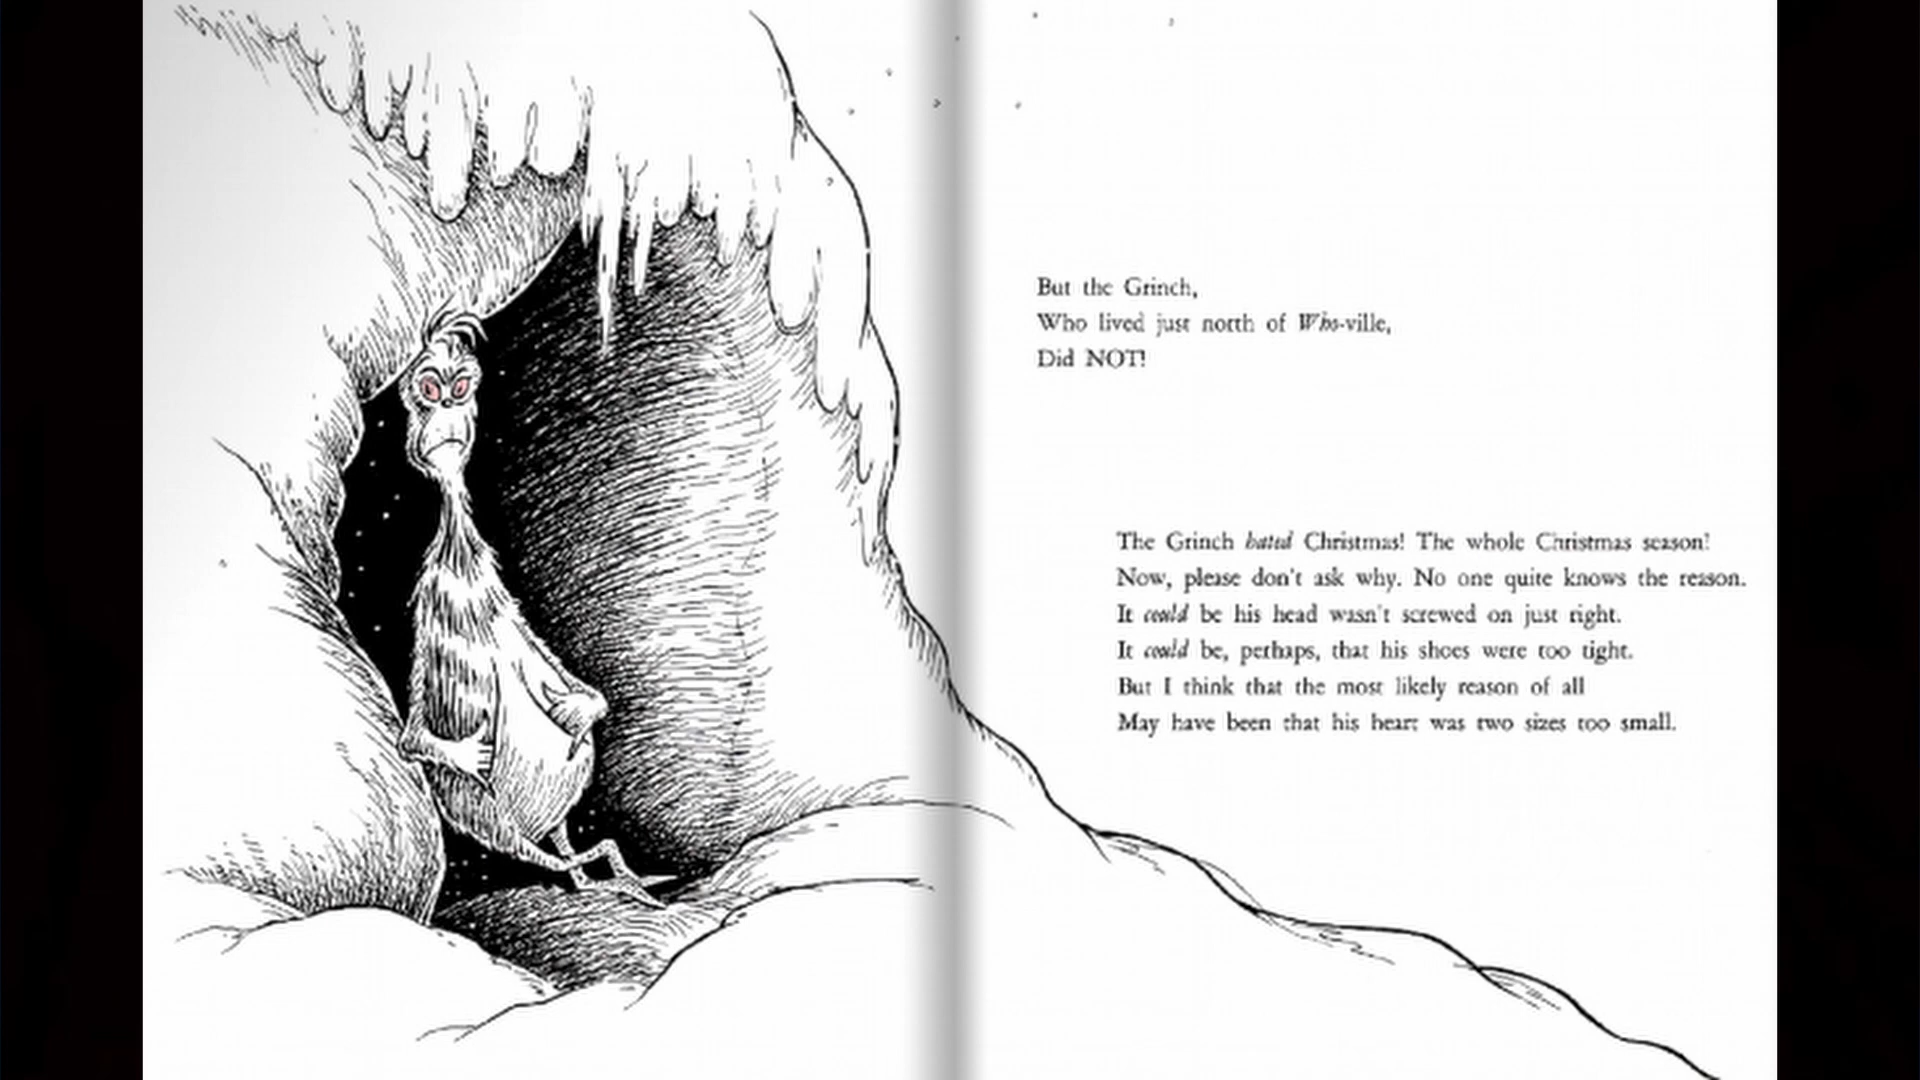 But the Grinch,
Who lived just north of Who-ville,
Did NOT!
The Grinch hated Christmas! The whole Christmas season!
Now, please don't ask why. No one quite knows the reason.
It could be his head wasn't screwed on just right.
It could be, perhaps, that his shoes were too tight.
But I think that the most likely reason of all
May have been that his heart was two sizes too small.